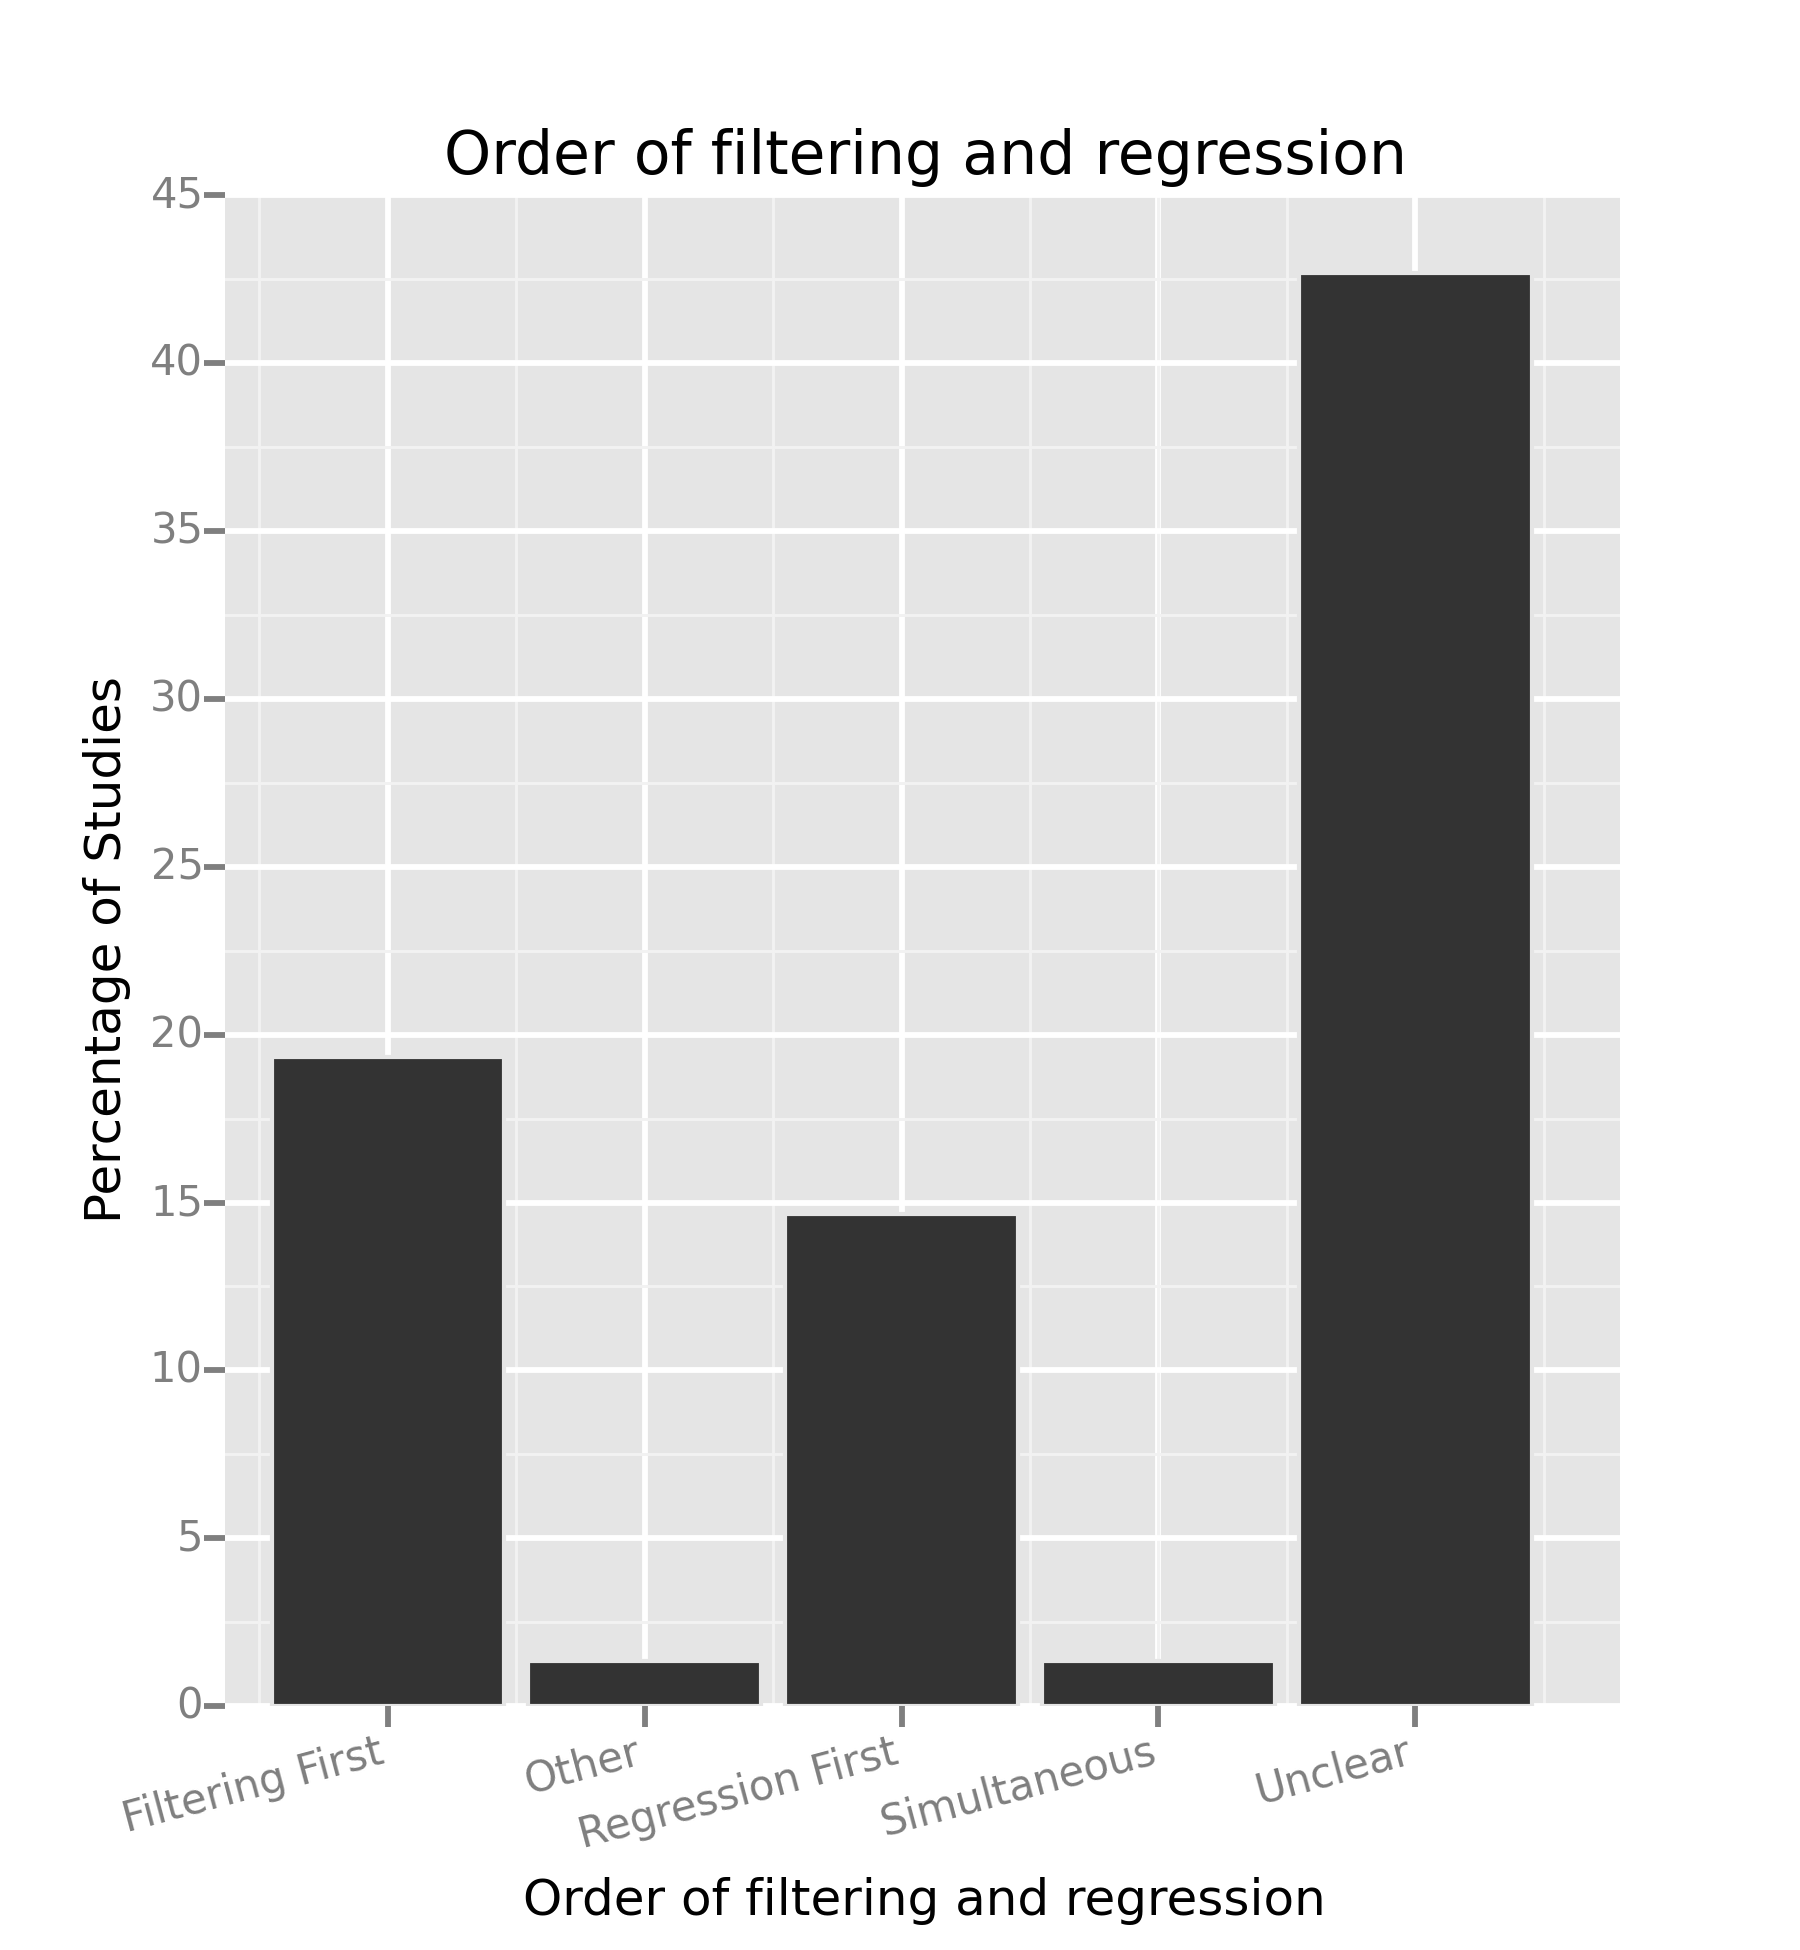 Order of filtering and regression
45
40
35
30
25
20
15
10
5
0
Percentage of Studies
Filtering First
Other
Regression First
Simultaneous
Unclear
Order of filtering and regression